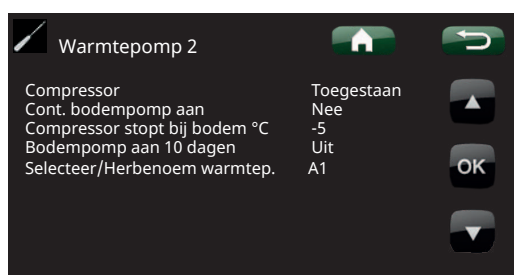 Warmtepomp 2
Compressor Toegestaan
Cont. bodempomp aan Nee
Compressor stopt bij bodem °C -5
Bodempomp aan 10 dagen Uit
Selecteer/Herbenoem warmtep. A1
OK